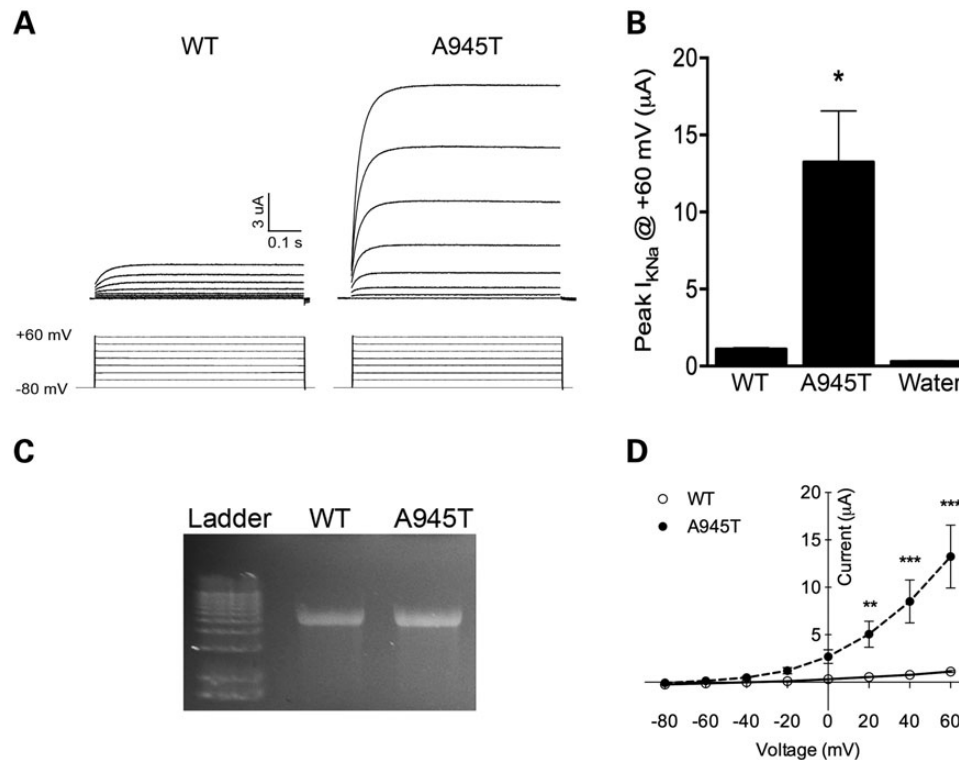 A
WT
A945T
3 uA
0.1 s
+60 mV
-80 mV
B
Peak I_KNa @ +60 mV (µA)
20
15
10
5
0
*
WT
A945T
Water
C
Ladder
WT
A945T
D
WT
A945T
Current (µA)
20
15
10
5
**
***
***
-80 -60 -40 -20 0 20 40 60
Voltage (mV)